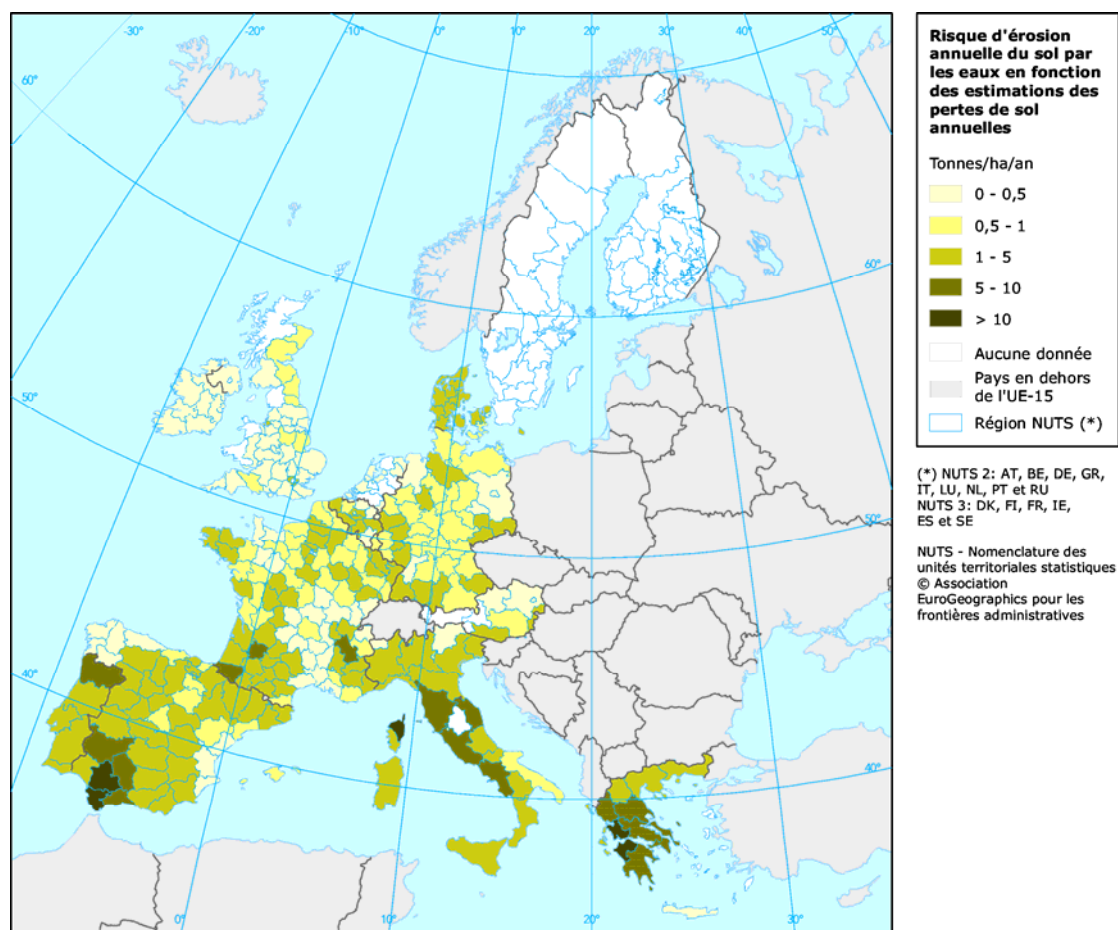 -30°
-20°
-10°
0°
10°
20°
30°
40°
50°
60°
60°
50°
40°
60°
50°
40°
0°
10°
20°
30°
Risque d'érosion
annuelle du sol par
les eaux en fonction
des estimations des
pertes de sol
annuelles
Tonnes/ha/an
0 - 0,5
0,5 - 1
1 - 5
5 - 10
> 10
Aucune donnée
Pays en dehors
de l'UE-15
Région NUTS (*)
(*) NUTS 2: AT, BE, DE, GR,
IT, LU, NL, PT et RU
NUTS 3: DK, FI, FR, IE,
ES et SE
NUTS - Nomenclature des
unités territoriales statistiques
© Association
EuroGeographics pour les
frontières administratives